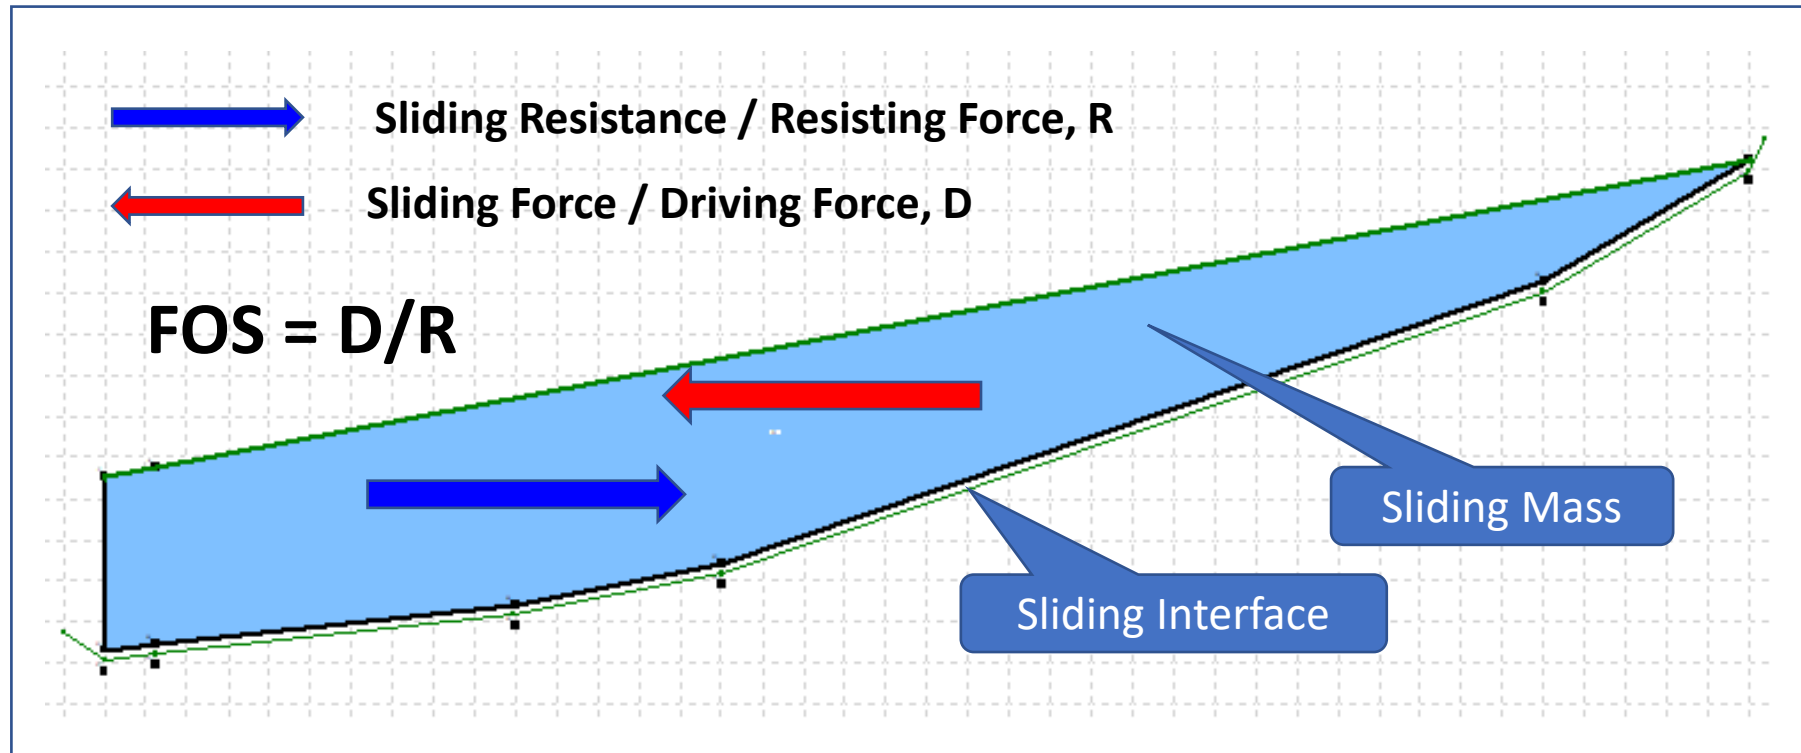 Sliding Resistance / Resisting Force, R
Sliding Force / Driving Force, D
FOS = D/R
Sliding Mass
Sliding Interface